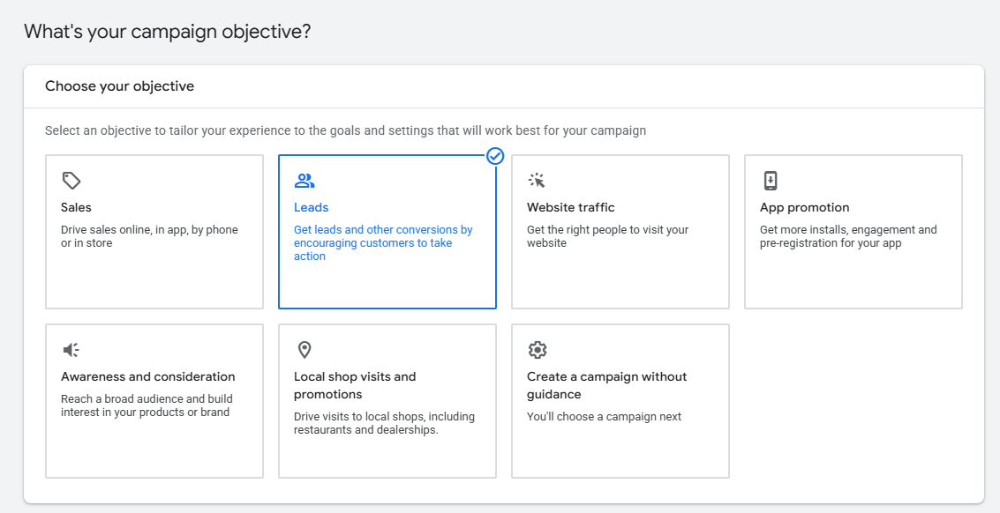 What's your campaign objective?
Choose your objective
Select an objective to tailor your experience to the goals and settings that will work best for your campaign
Sales
Drive sales online, in app, by phone
or in store
Leads
Get leads and other conversions by
encouraging customers to take
action
Website traffic
Get the right people to visit your
website
App promotion
Get more installs, engagement and
pre-registration for your app
Awareness and consideration
Reach a broad audience and build
interest in your products or brand
Local shop visits and
promotions
Drive visits to local shops, including
restaurants and dealerships.
Create a campaign without
guidance
You'll choose a campaign next